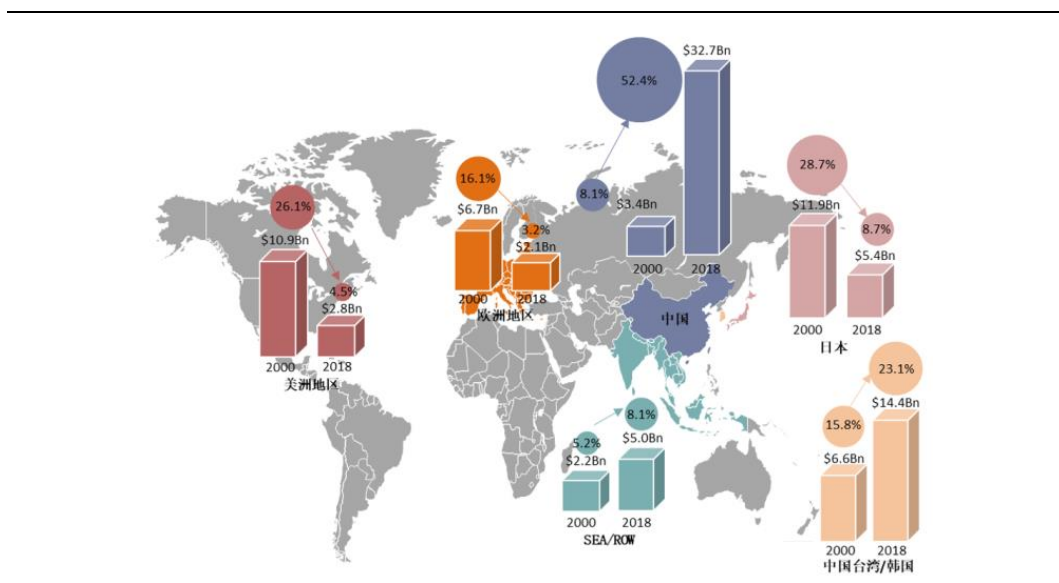 $32.7Bn
52.4%
8.1%
$3.4Bn
2000
2018
中国
28.7%
$11.9Bn
8.7%
$5.4Bn
2000
2018
日本
16.1%
$6.7Bn
3.2%
$2.1Bn
2000
2018
欧洲地区
26.1%
$10.9Bn
4.5%
$2.8Bn
2000
2018
美洲地区
8.1%
5.2%
$5.0Bn
$2.2Bn
2000
2018
SEA/ROW
23.1%
$14.4Bn
15.8%
$6.6Bn
2000
2018
中国台湾/韩国